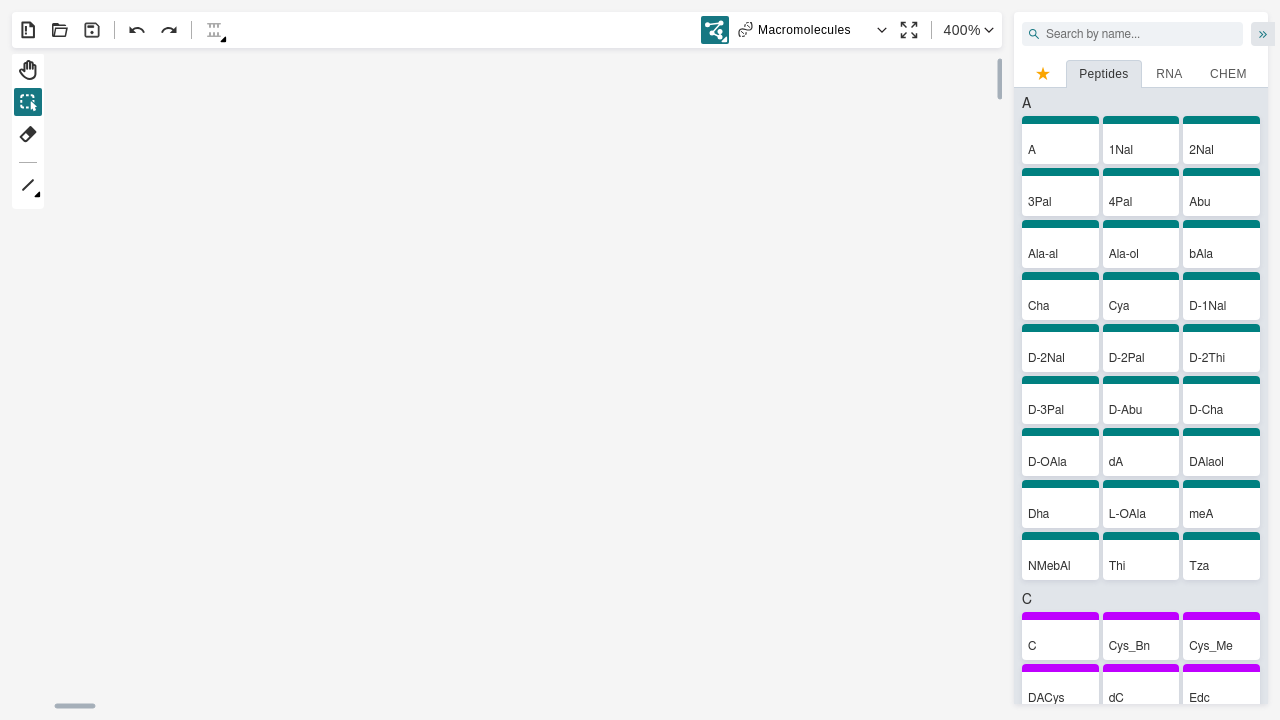 Macromolecules
400%
Search by name...
Peptides
RNA
CHEM
A
A
1Nal
2Nal
3Pal
4Pal
Abu
Ala-al
Ala-ol
bAla
Cha
Cya
D-1Nal
D-2Nal
D-2Pal
D-2Thi
D-3Pal
D-Abu
D-Cha
D-OAla
dA
DAlaol
Dha
L-OAla
meA
NMebAl
Thi
Tza
C
C
Cys_Bn
Cys_Me
DACys
dC
Edc